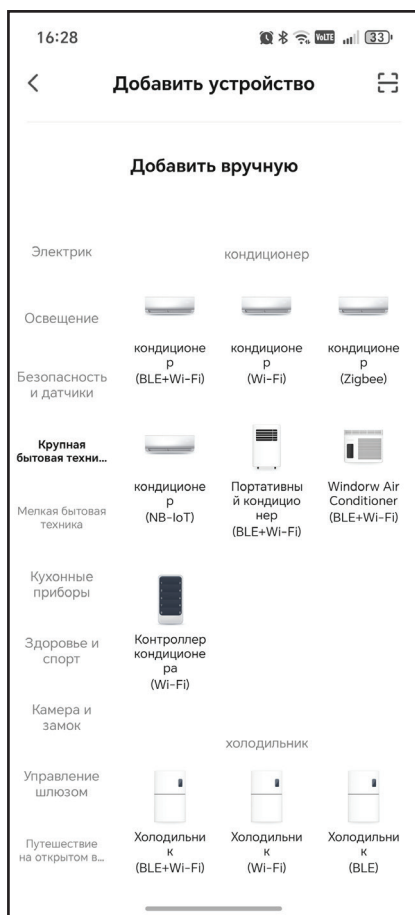 16:28
VoLTE
33
Добавить устройство
Добавить вручную
Электрик
Освещение
Безопасность
и датчики
Крупная
бытовая техни...
Мелкая бытовая
техника
Кухонные
приборы
Здоровье и
спорт
Камера и
замок
Управление
шлюзом
Путешествие
на открытом в...
кондиционер
кондиционе
р
(BLE+Wi-Fi)
кондиционе
р
(Wi-Fi)
кондиционе
р
(Zigbee)
кондиционе
р
(NB-IoT)
Портативны
й кондицио
нер
(BLE+Wi-Fi)
Windorw Air
Conditioner
(BLE+Wi-Fi)
Контроллер
кондиционе
ра
(Wi-Fi)
холодильник
Холодильни
к
(BLE+Wi-Fi)
Холодильни
к
(Wi-Fi)
Холодильни
к
(BLE)